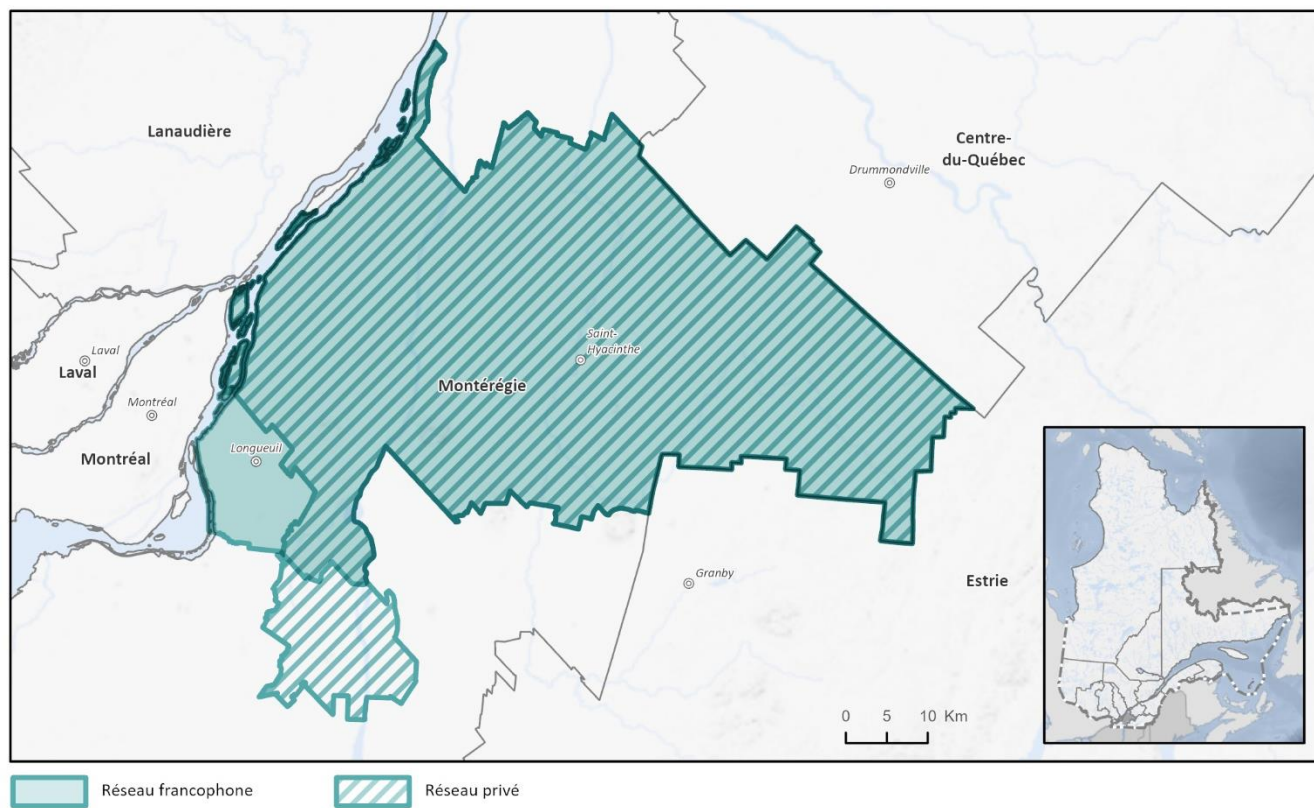 Lanaudière
Centre-
du-Québec
Drummondville
Saint-
Hyacinthe
Laval
Laval
Montérégie
Montréal
Longueuil
Montréal
Granby
Estrie
0 5 10 Km
Réseau francophone
Réseau privé